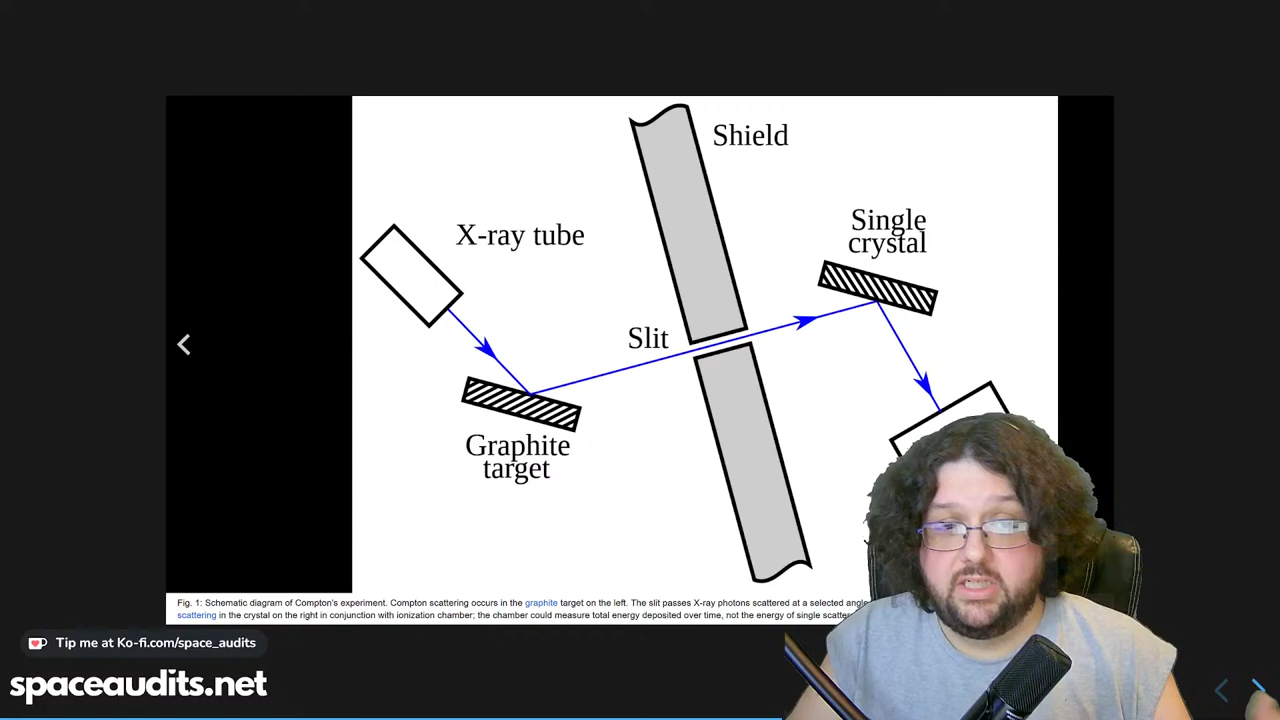 Shield
X-ray tube
Single
crystal
Slit
Graphite
target
Fig. 1: Schematic diagram of Compton's experiment. Compton scattering occurs in the graphite target on the left. The slit passes X-ray photons scattered at a selected angle
scattering in the crystal on the right in conjunction with ionization chamber; the chamber could measure total energy deposited over time, not the energy of single
Tip me at Ko-fi.com/space_audits
spaceaudits.net